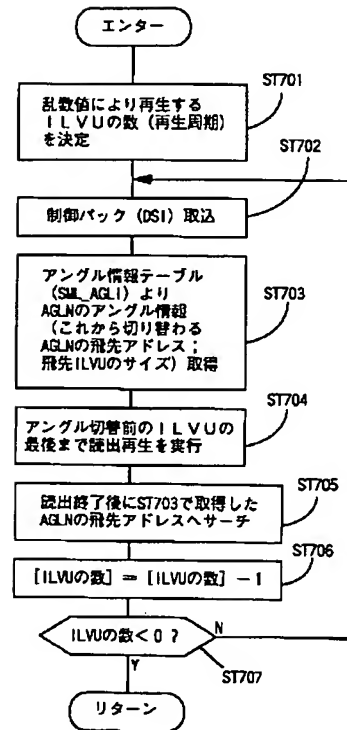 エンター
ST701
乱数値により再生する
ILVUの数（再生周期）
を決定
ST702
制御パック（DSI）取込
アングル情報テーブル
（SML_AGLI）より
AGLNのアングル情報
（これから切り替わる
AGLNの飛先アドレス；
飛先ILVUのサイズ）取得
ST703
ST704
アングル切替前のILVUの
最後まで読出再生を実行
ST705
読出終了後にST703で取得した
AGLNの飛先アドレスへサーチ
ST706
[ILVUの数] = [ILVUの数] −1
ILVUの数<0 ?
N
Y
ST707
リターン